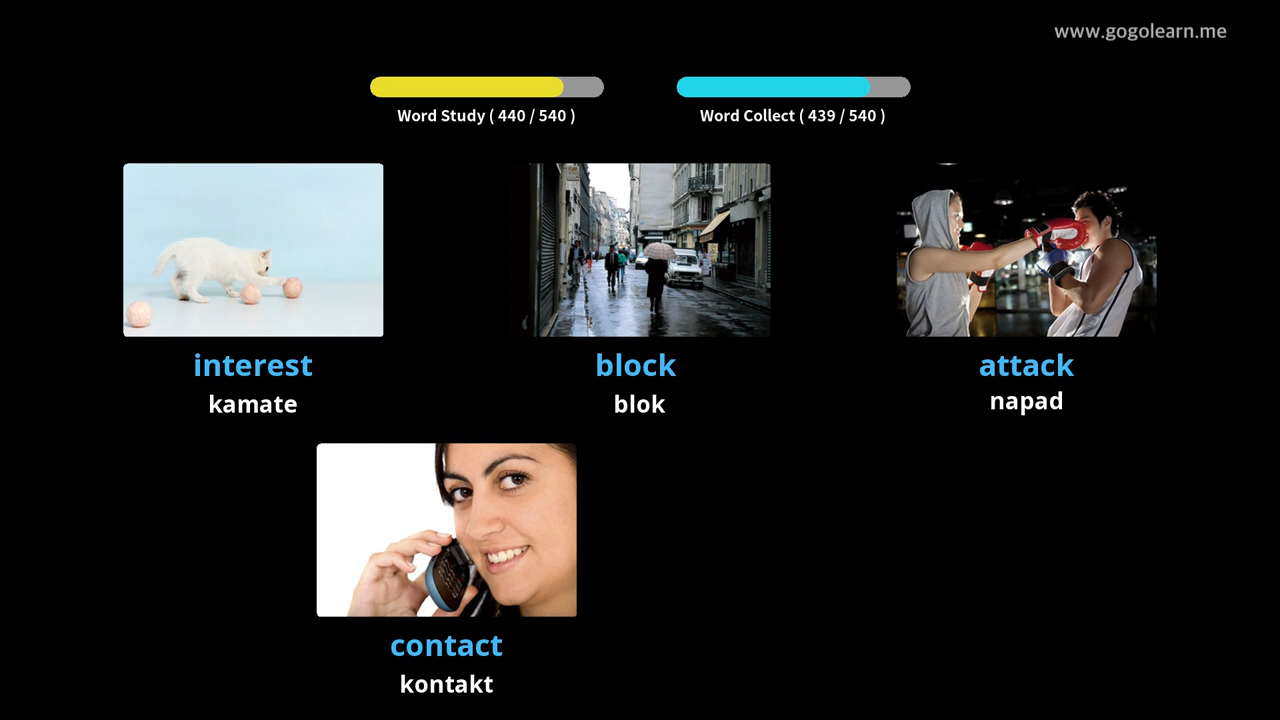 www.gogolearn.me
Word Study ( 440 / 540 )
Word Collect ( 439 / 540 )
interest
kamate
block
blok
attack
napad
contact
kontakt